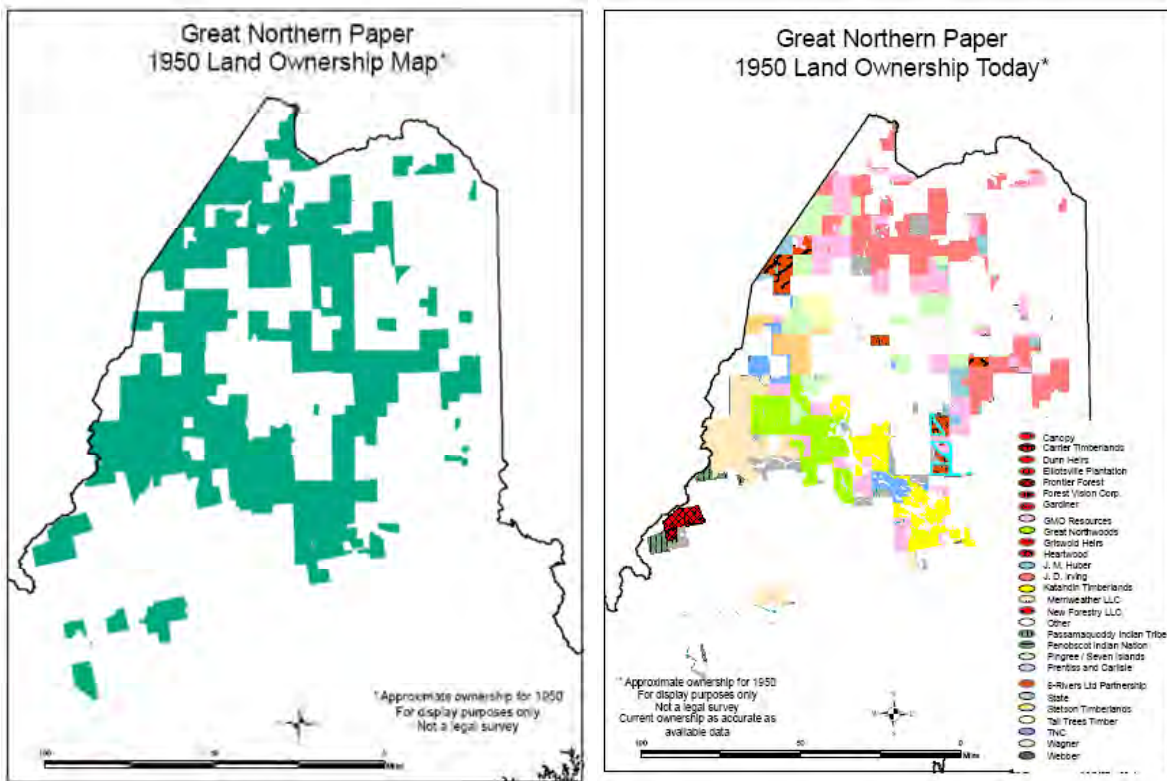 Great Northern Paper
1950 Land Ownership Map*
*Approximate ownership for 1950
For display purposes only
Not a legal survey
100
50
0
Miles
Great Northern Paper
1950 Land Ownership Today*
Canopy
Carrier Timberlands
Dunn Heirs
Elliotsville Plantation
Frontier Forest
Forest Vision Corp.
Gardiner
GMO Resources
Great Northwoods
Griswold Heirs
Heartwood
J. M. Huber
J. D. Irving
Katahdin Timberlands
Merriweather LLC
New Forestry LLC
Other
Passamaquoddy Indian Tribe
Penobscot Indian Nation
Pingree / Seven Islands
Prentiss and Carlisle
State
Stetson Timberlands
Tall Trees Timber
TNC
Wagner
Webber
* Approximate ownership for 1950
For display purposes only
Not a legal survey
Current ownership as accurate as
available data
100
50
0
Miles